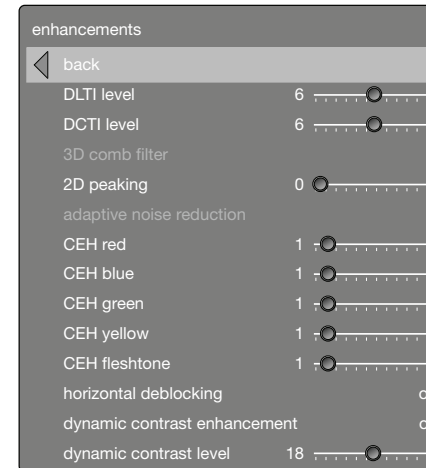 enhancements
back
DLTI level 6
DCTI level 6
3D comb filter
2D peaking 0
adaptive noise reduction
CEH red 1
CEH blue 1
CEH green 1
CEH yellow 1
CEH fleshtone 1
horizontal deblocking
dynamic contrast enhancement
dynamic contrast level 18